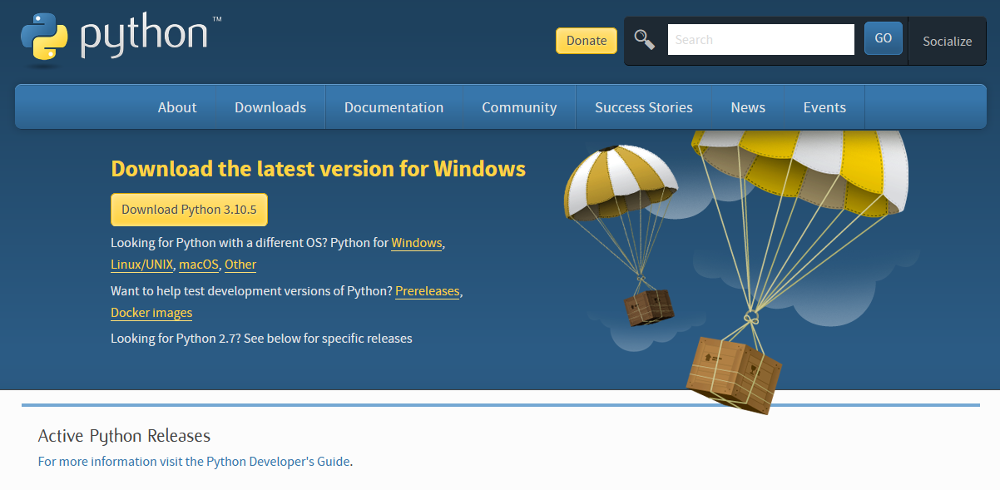 python™
Donate
Search
GO
Socialize
About Downloads Documentation Community Success Stories News Events
Download the latest version for Windows
Download Python 3.10.5
Looking for Python with a different OS? Python for Windows,
Linux/UNIX, macOS, Other
Want to help test development versions of Python? Prereleases,
Docker images
Looking for Python 2.7? See below for specific releases
Active Python Releases
For more information visit the Python Developer's Guide.